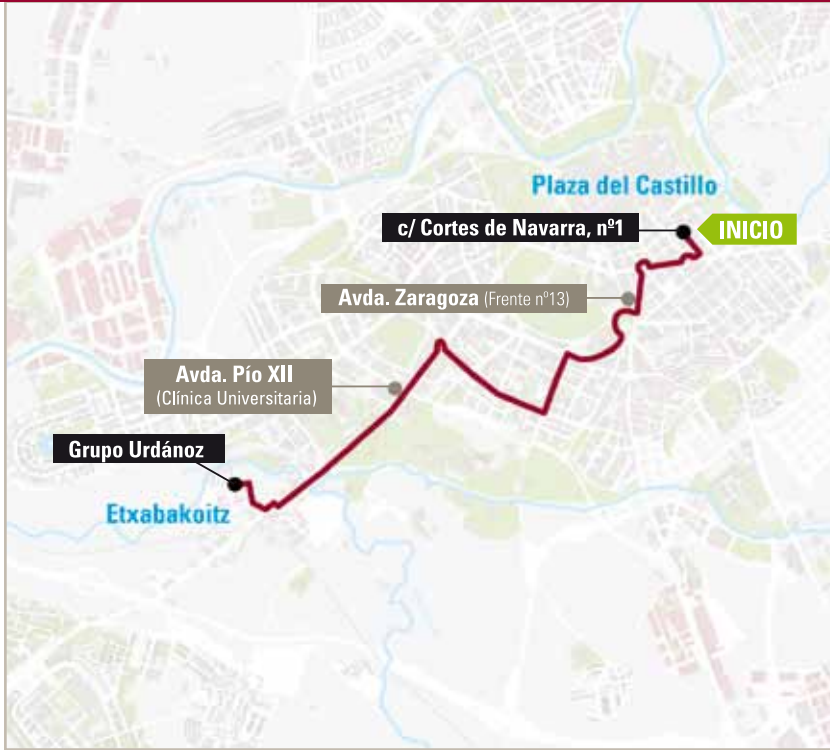 Plaza del Castillo
c/ Cortes de Navarra, nº1
INICIO
Avda. Zaragoza (Frente nº13)
Avda. Pío XII
(Clínica Universitaria)
Grupo Urdánoz
Etxabakoitz